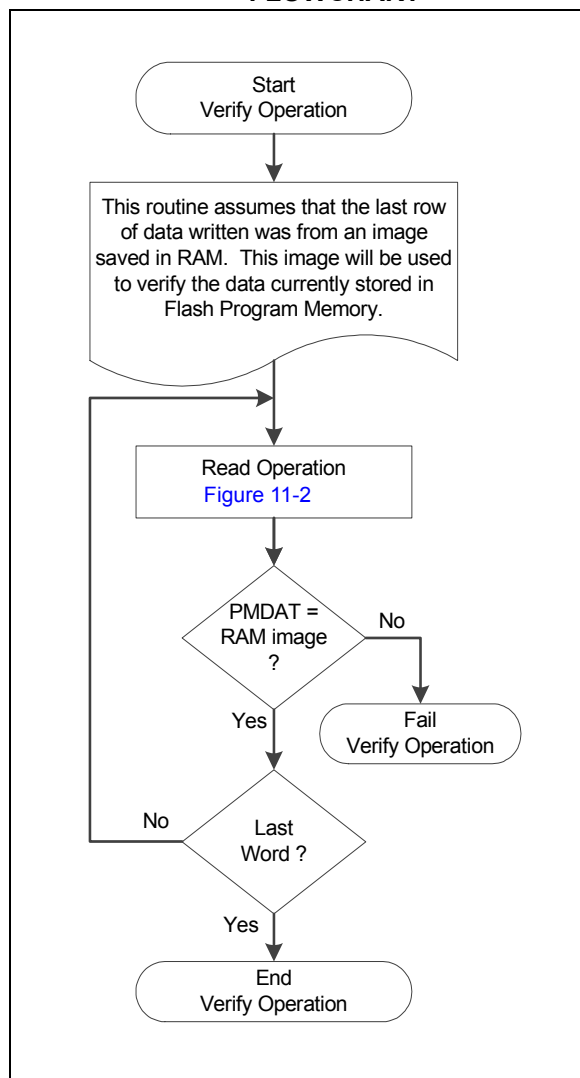 Start
Verify Operation
This routine assumes that the last row
of data written was from an image
saved in RAM. This image will be used
to verify the data currently stored in
Flash Program Memory.
Read Operation
Figure 11-2
PMDAT =
RAM image
?
No
Yes
Fail
Verify Operation
No
Last
Word ?
Yes
End
Verify Operation